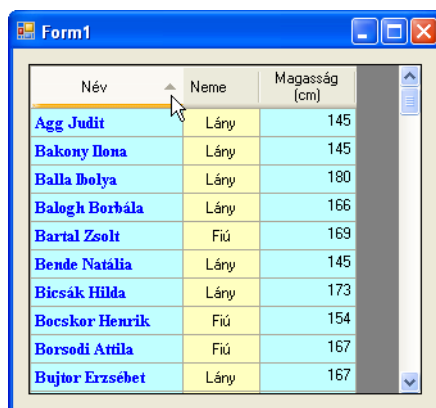 Form1
Név Neme Magasság
(cm)
Agg Judit Lány 145
Bakony Ilona Lány 145
Balla Ibolya Lány 180
Balogh Borbála Lány 166
Bartal Zsolt Fiú 169
Bende Natália Lány 145
Bicsák Hilda Lány 173
Bocskor Henrik Fiú 154
Borsodi Attila Fiú 167
Bujtor Erzsébet Lány 167